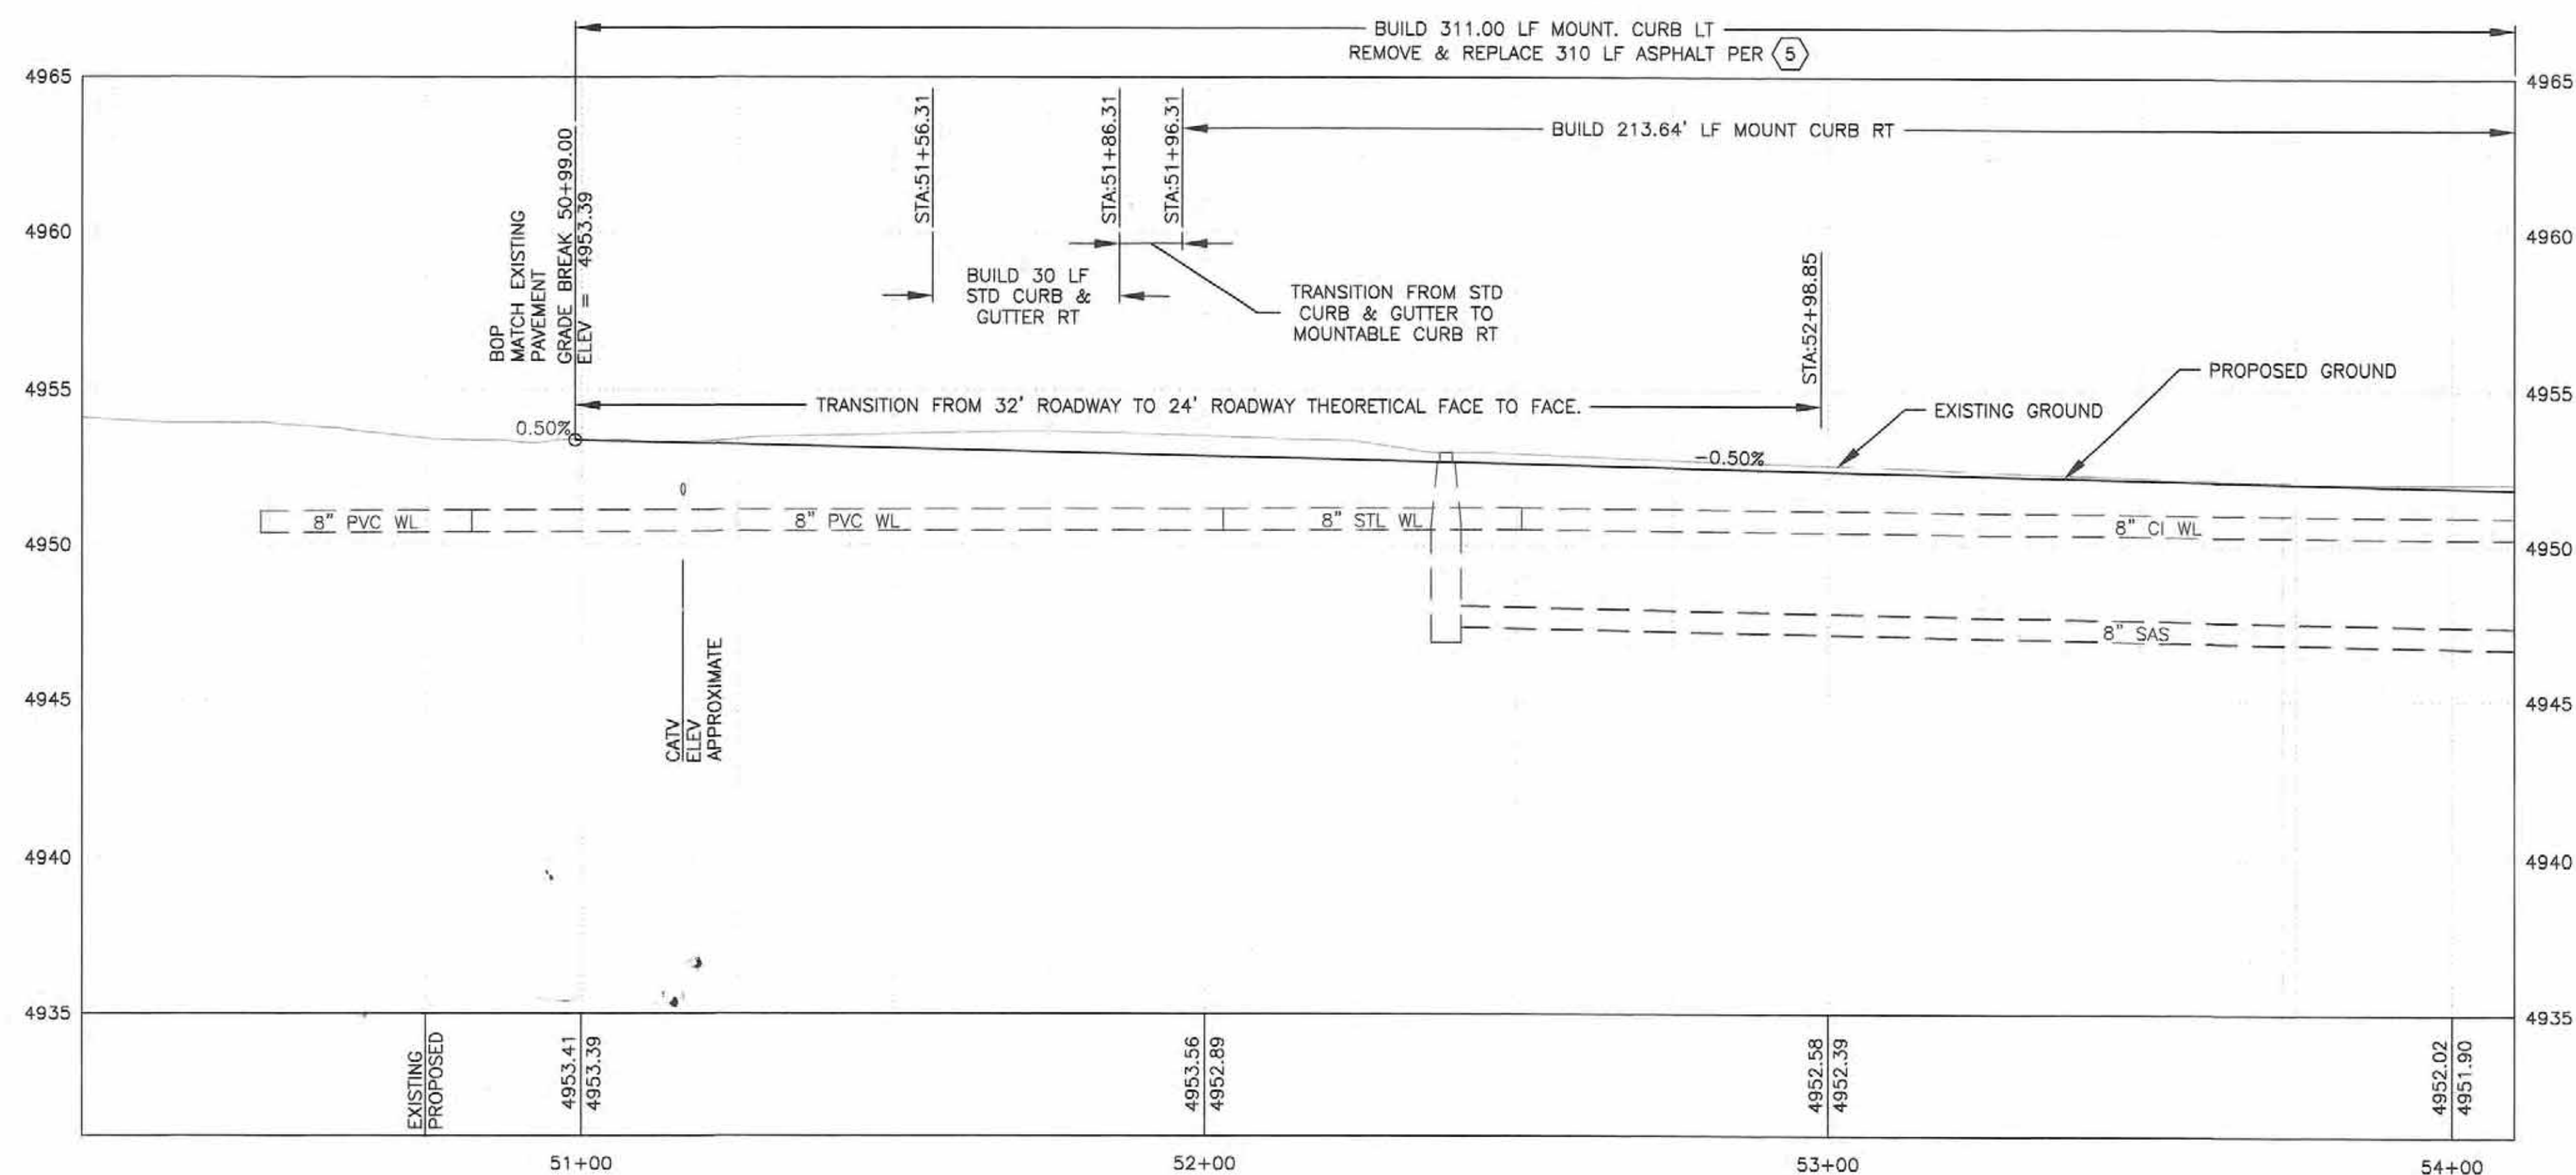 BUILD 311.00 LF MOUNT. CURB LT
REMOVE & REPLACE 310 LF ASPHALT PER 5
4965
4965
STA:51+56.31
STA:51+86.31
STA:51+96.31
BUILD 213.64' LF MOUNT CURB RT
BOP
MATCH EXISTING
PAVEMENT
GRADE BREAK 50+99.00
ELEV = 4953.39
4960
4960
BUILD 30 LF
STD CURB &
GUTTER RT
TRANSITION FROM STD
CURB & GUTTER TO
MOUNTABLE CURB RT
STA:52+98.85
4955
4955
PROPOSED GROUND
TRANSITION FROM 32' ROADWAY TO 24' ROADWAY THEORETICAL FACE TO FACE.
EXISTING GROUND
0.50%
-0.50%
8" PVC WL
8" PVC WL
8" STL WL
8" CI WL
4950
4950
8" SAS
CATV
ELEV
APPROXIMATE
4945
4945
4940
4940
4935
4935
EXISTING
PROPOSED
4953.41
4953.39
4953.56
4952.89
4952.58
4952.39
4952.02
4951.90
51+00
52+00
53+00
54+00